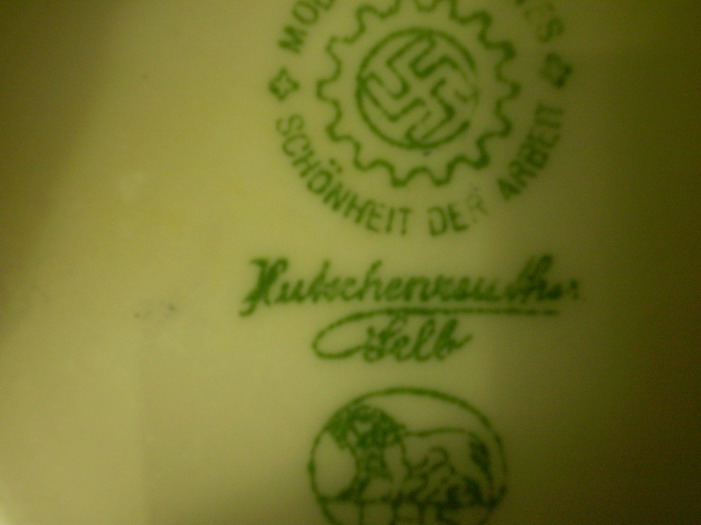 SCHÖNHEIT DER ARBEIT
Hutschenreuther
Selb